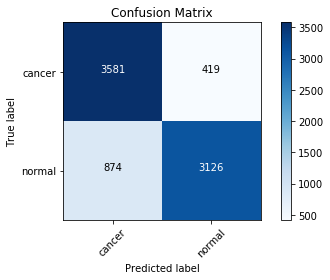 Confusion Matrix
True label
cancer
3581 419
normal
874 3126
cancer normal
Predicted label
3500
3000
2500
2000
1500
1000
500